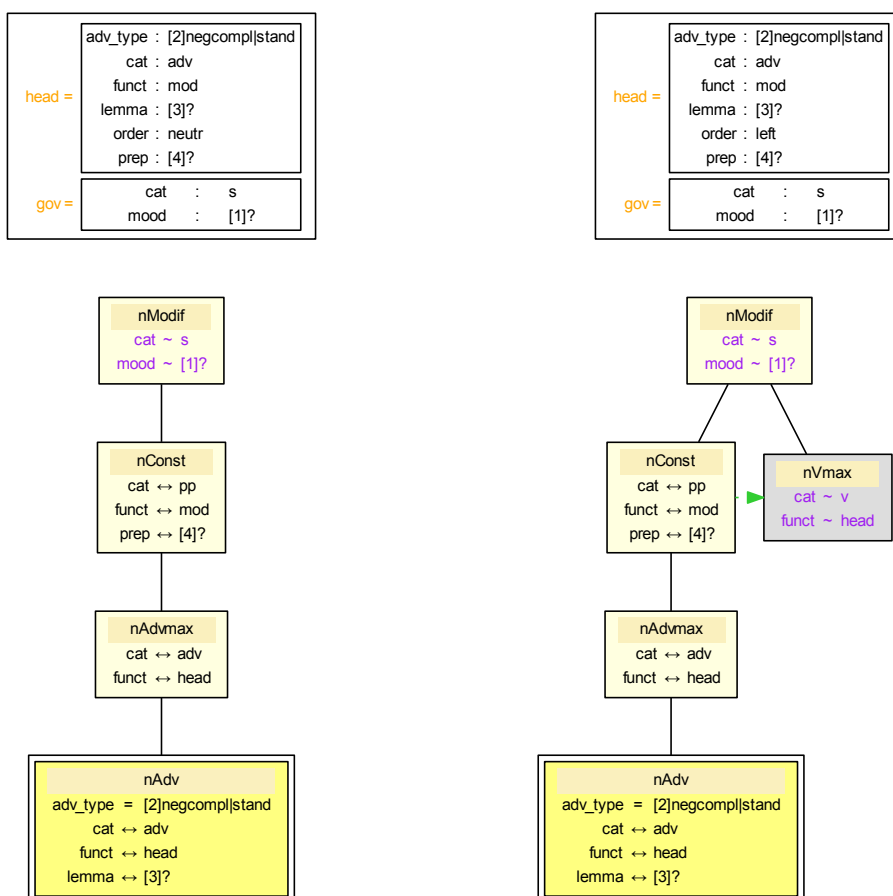 head =
adv_type : [2]negcompl|stand
cat : adv
funct : mod
lemma : [3]?
order : neutr
prep : [4]?
gov =
cat : s
mood : [1]?
nModif
cat ~ s
mood ~ [1]?
nConst
cat ↔ pp
funct ↔ mod
prep ↔ [4]?
nAdvmax
cat ↔ adv
funct ↔ head
nAdv
adv_type = [2]negcompl|stand
cat ↔ adv
funct ↔ head
lemma ↔ [3]?
head =
adv_type : [2]negcompl|stand
cat : adv
funct : mod
lemma : [3]?
order : left
prep : [4]?
gov =
cat : s
mood : [1]?
nModif
cat ~ s
mood ~ [1]?
nConst
cat ↔ pp
funct ↔ mod
prep ↔ [4]?
nVmax
cat ~ v
funct ~ head
nAdvmax
cat ↔ adv
funct ↔ head
nAdv
adv_type = [2]negcompl|stand
cat ↔ adv
funct ↔ head
lemma ↔ [3]?